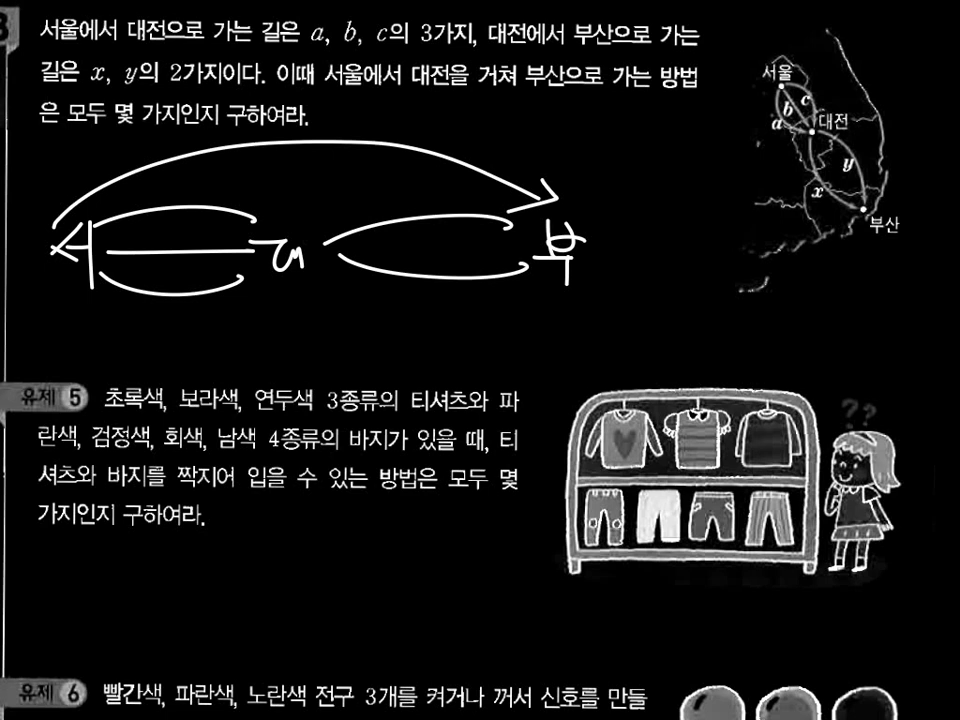 서울에서 대전으로 가는 길은 a, b, c의 3가지, 대전에서 부산으로 가는
길은 x, y의 2가지이다. 이때 서울에서 대전을 거쳐 부산으로 가는 방법
은 모두 몇 가지인지 구하여라.
서울
c
b
a
대전
y
x
부산
서 대 부
유제 5 초록색, 보라색, 연두색 3종류의 티셔츠와 파
란색, 검정색, 회색, 남색 4종류의 바지가 있을 때, 티
셔츠와 바지를 짝지어 입을 수 있는 방법은 모두 몇
가지인지 구하여라.
??
유제 6 빨간색, 파란색, 노란색 전구 3개를 켜거나 꺼서 신호를 만들